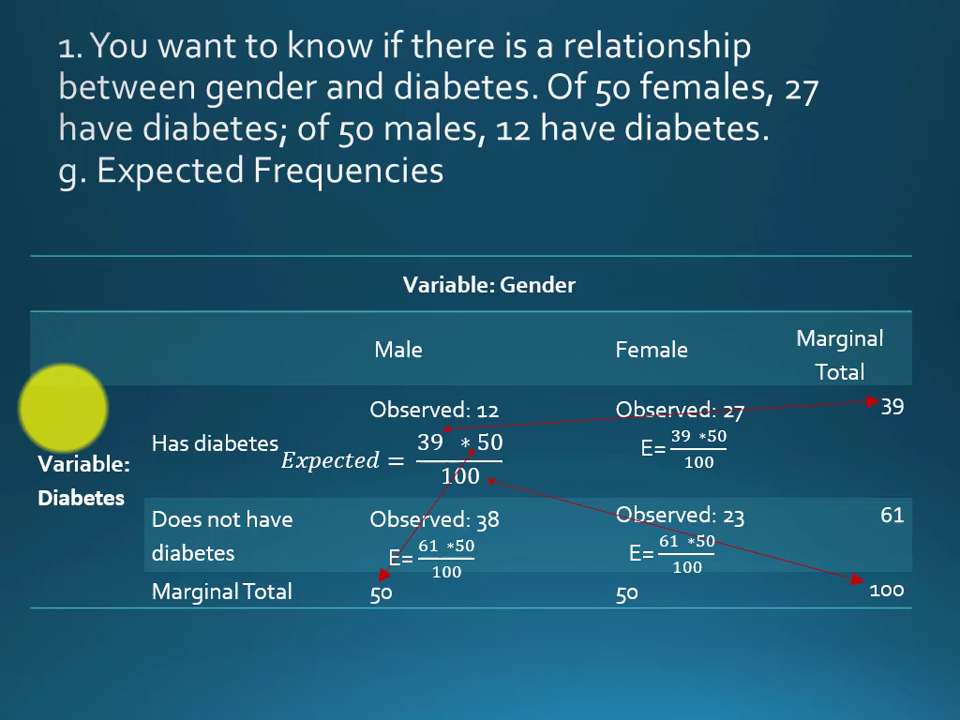 1. You want to know if there is a relationship
between gender and diabetes. Of 50 females, 27
have diabetes; of 50 males, 12 have diabetes.
g. Expected Frequencies
Variable: Gender
Male Female Marginal
Total
Observed: 12 Observed: 27 39
Has diabetes Expected = 39 *50 / 100 E= 39 *50 / 100
Variable:
Diabetes
Does not have
diabetes
Observed: 38 Observed: 23 61
E= 61 *50 / 100 E= 61 *50 / 100
Marginal Total 50 50 100